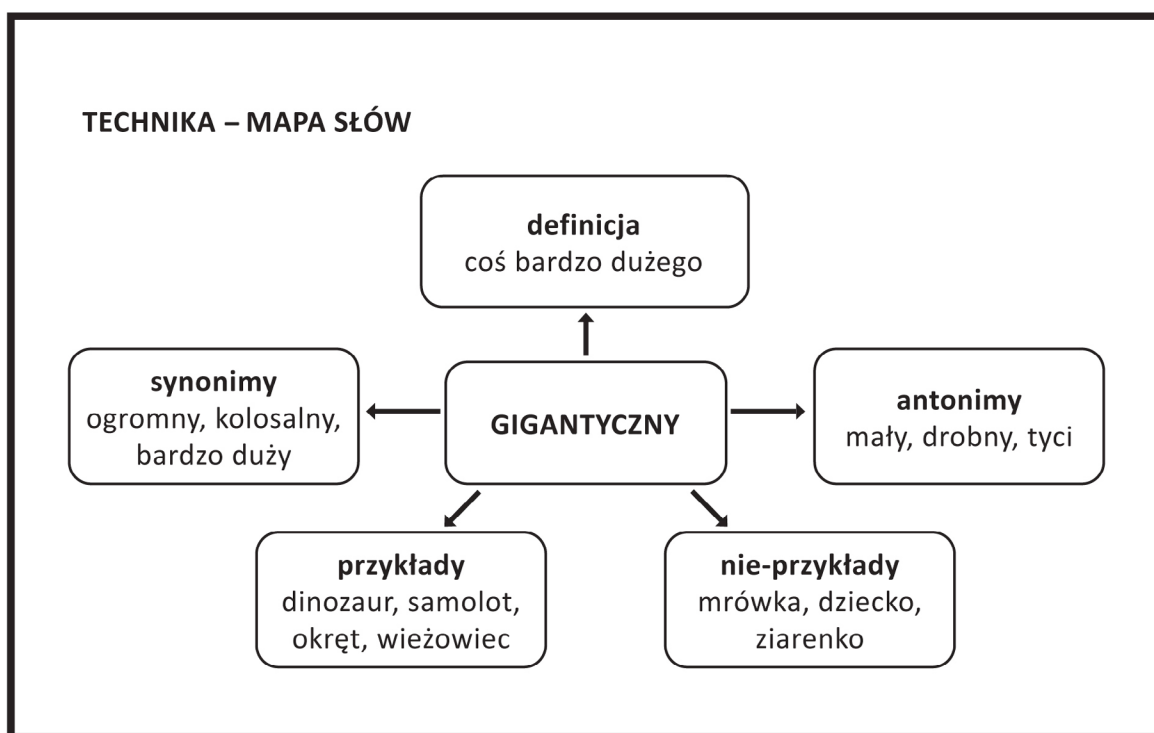 TECHNIKA – MAPA SŁÓW
definicja
coś bardzo dużego
synonimy
ogromny, kolosalny,
bardzo duży
GIGANTYCZNY
antonimy
mały, drobny, tyci
przykłady
dinozaur, samolot,
okręt, wieżowiec
nie-przykłady
mrówka, dziecko,
ziarenko